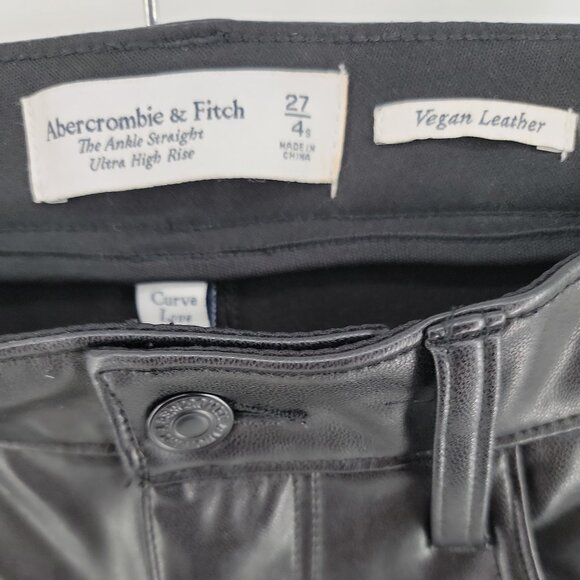 Abercrombie & Fitch
The Ankle Straight
Ultra High Rise
27
4s
MADE IN
CHINA
Vegan Leather
Curve
Love